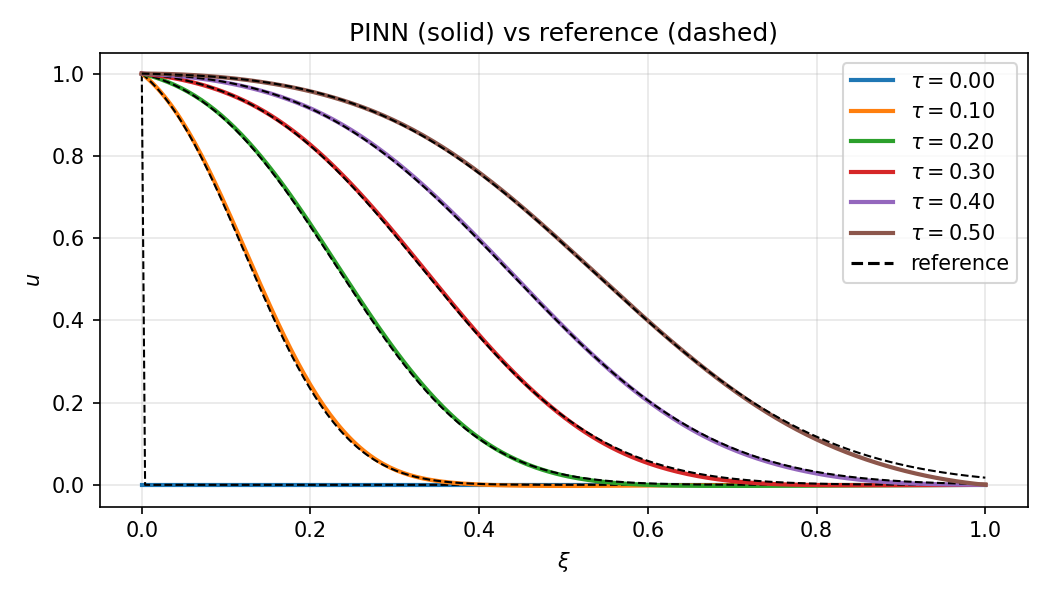 PINN (solid) vs reference (dashed)
1.0
0.8
0.6
0.4
0.2
0.0
u
0.0 0.2 0.4 0.6 0.8 1.0
ξ
τ = 0.00
τ = 0.10
τ = 0.20
τ = 0.30
τ = 0.40
τ = 0.50
reference